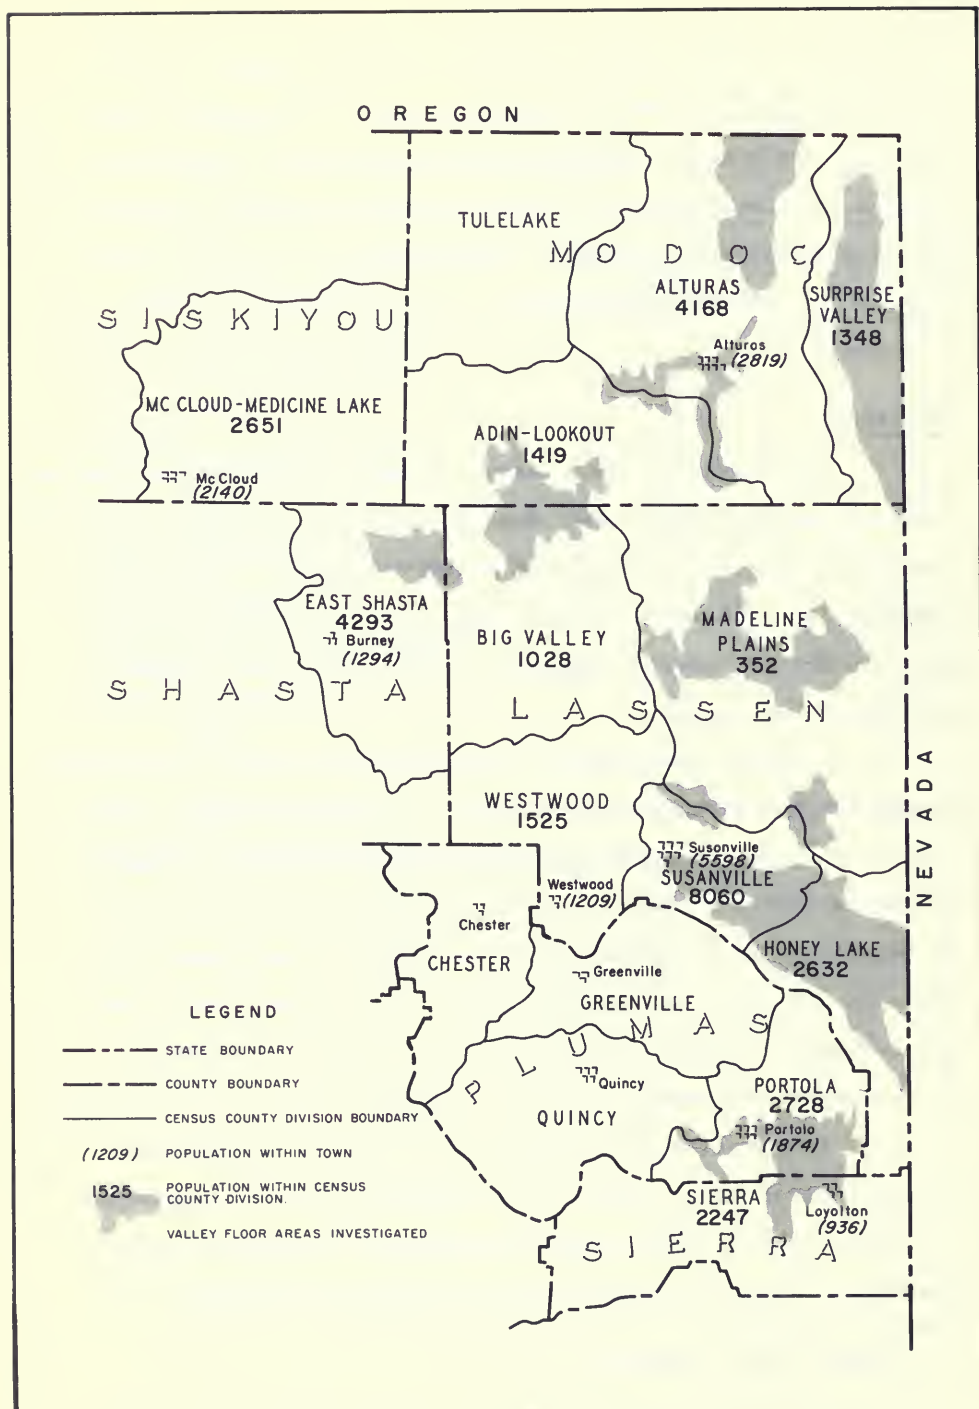 OREGON
TULELAKE
MODOC
ALTURAS
4168
SURPRISE
VALLEY
1348
Alturas
(2819)
SISKIYOU
MC CLOUD-MEDICINE LAKE
2651
McCloud
(2140)
ADIN-LOOKOUT
1419
EAST SHASTA
4293
Burney
(1294)
SHASTA
BIG VALLEY
1028
MADELINE
PLAINS
352
LASSEN
NEVADA
WESTWOOD
1525
Westwood
(1209)
Susanville
(5598)
SUSANVILLE
8060
HONEY LAKE
2632
Chester
CHESTER
Greenville
GREENVILLE
PLUMAS
Quincy
QUINCY
PORTOLA
2728
Portola
(1874)
SIERRA
2247
Loyolton
(936)
SIERRA
LEGEND
STATE BOUNDARY
COUNTY BOUNDARY
CENSUS COUNTY DIVISION BOUNDARY
(1209) POPULATION WITHIN TOWN
1525 POPULATION WITHIN CENSUS
COUNTY DIVISION.
VALLEY FLOOR AREAS INVESTIGATED